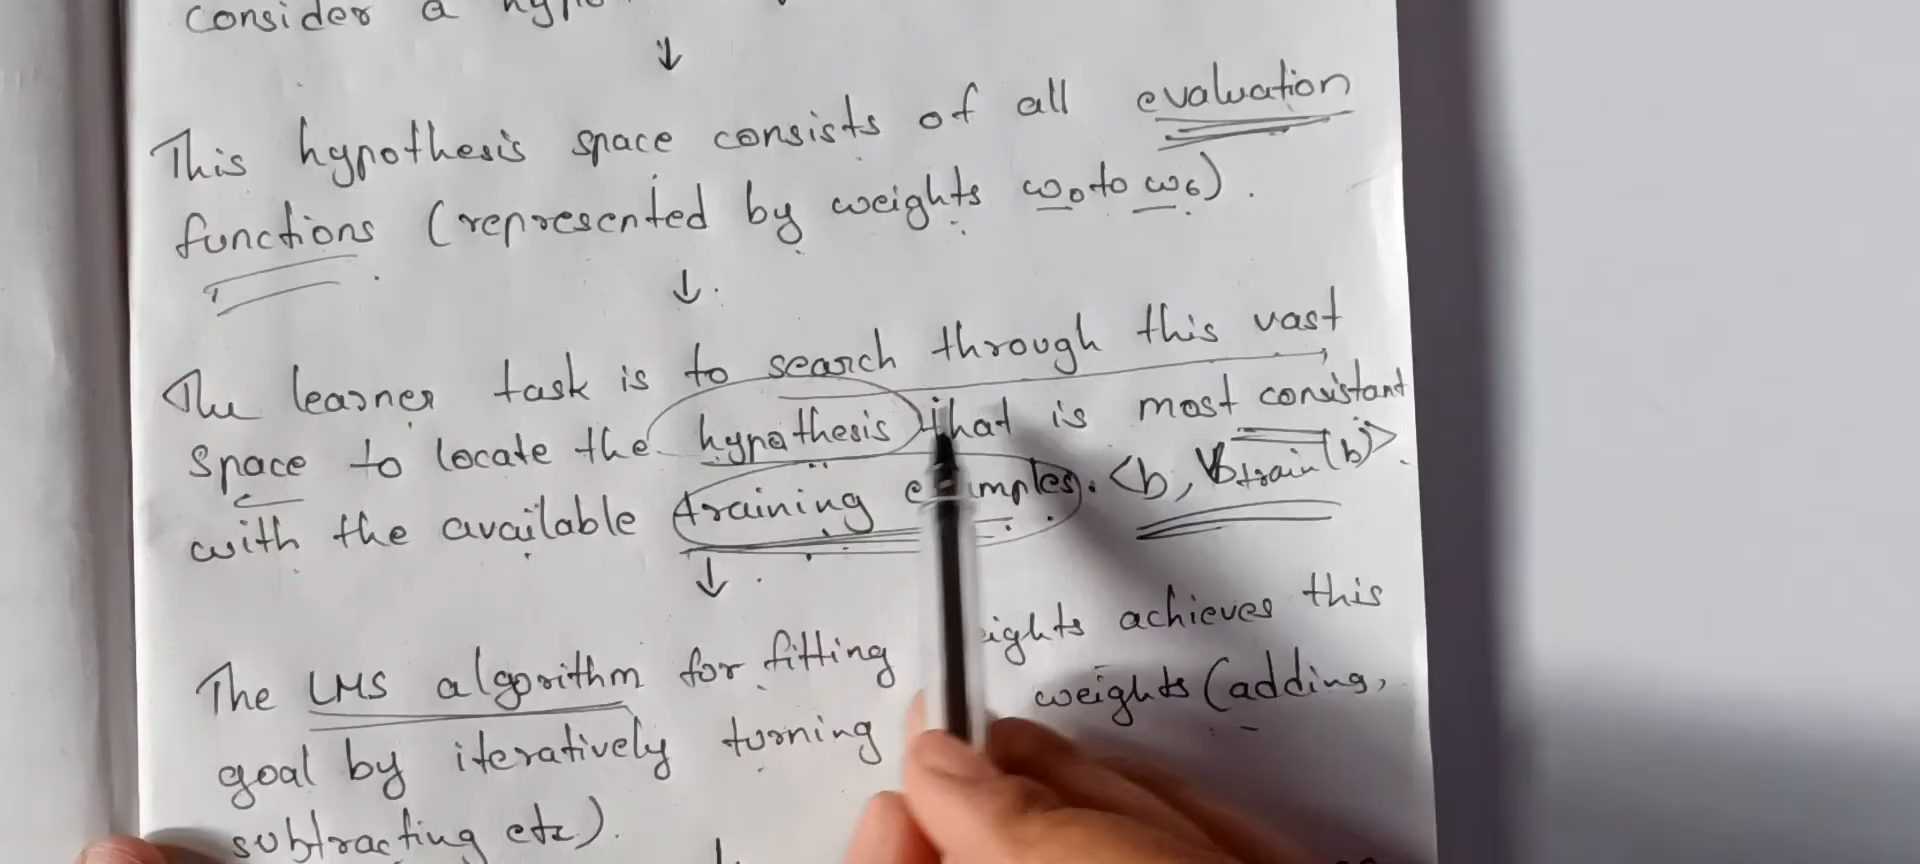 consider a
↓
This hypothesis space consists of all evaluation
functions (represented by weights w0 to w6).
↓
The learner task is to search through this vast
space to locate the hypothesis that is most consistant
with the available training examples. <b, Vtrain(b)>.
↓
The LMS algorithm for fitting achieves this
goal by iteratively turning weights (adding,
subtracting etc).